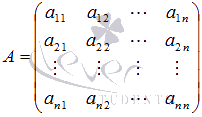 A = ( a₁₁ a₁₂ ⋯ a₁ₙ
a₂₁ a₂₂ ⋯ a₂ₙ
⋮ ⋮ ⋮ ⋮
aₙ₁ aₙ₂ ⋯ aₙₙ )